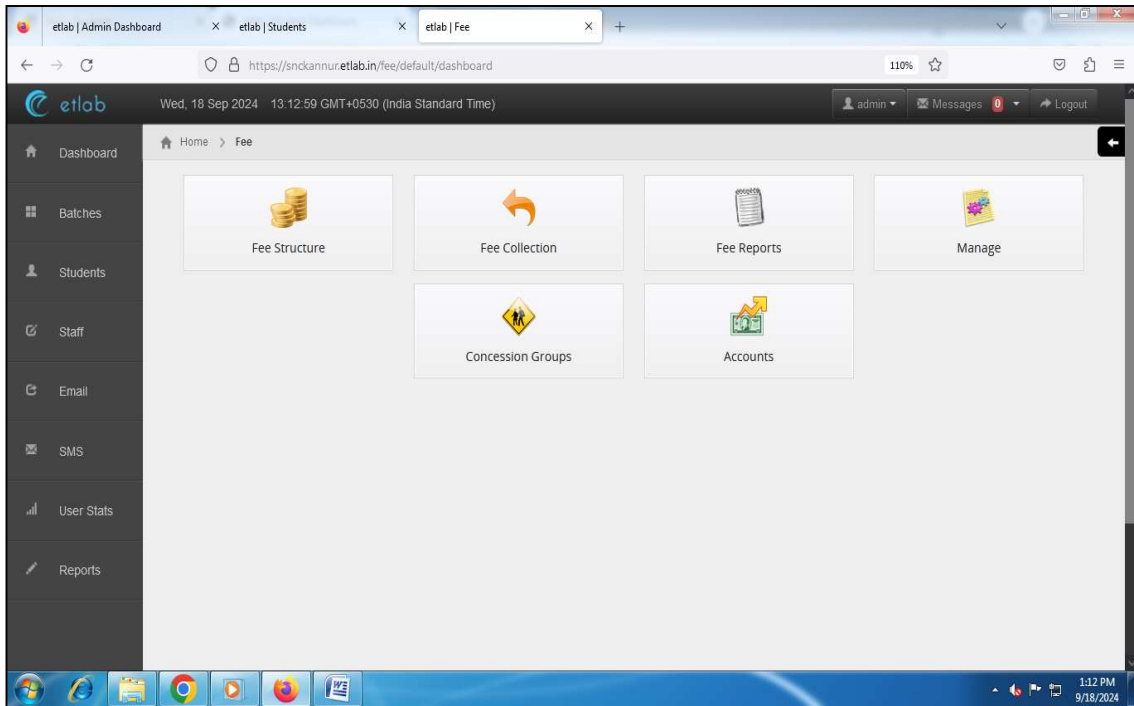 etlab | Admin Dashboard
etlab | Students
etlab | Fee
https://snckannur.etlab.in/fee/default/dashboard
110%
etlab
Wed, 18 Sep 2024 13:12:59 GMT+0530 (India Standard Time)
admin
Messages 0
Logout
Home > Fee
Dashboard
Batches
Students
Staff
Email
SMS
User Stats
Reports
Fee Structure
Fee Collection
Fee Reports
Manage
Concession Groups
Accounts
1:12 PM
9/18/2024